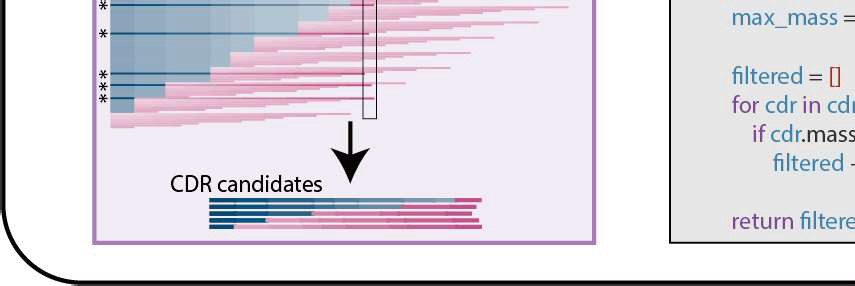 *
*
*
*
*
CDR candidates
max_mass =
filtered = []
for cdr in cdr
if cdr.mass
filtered
return filtere